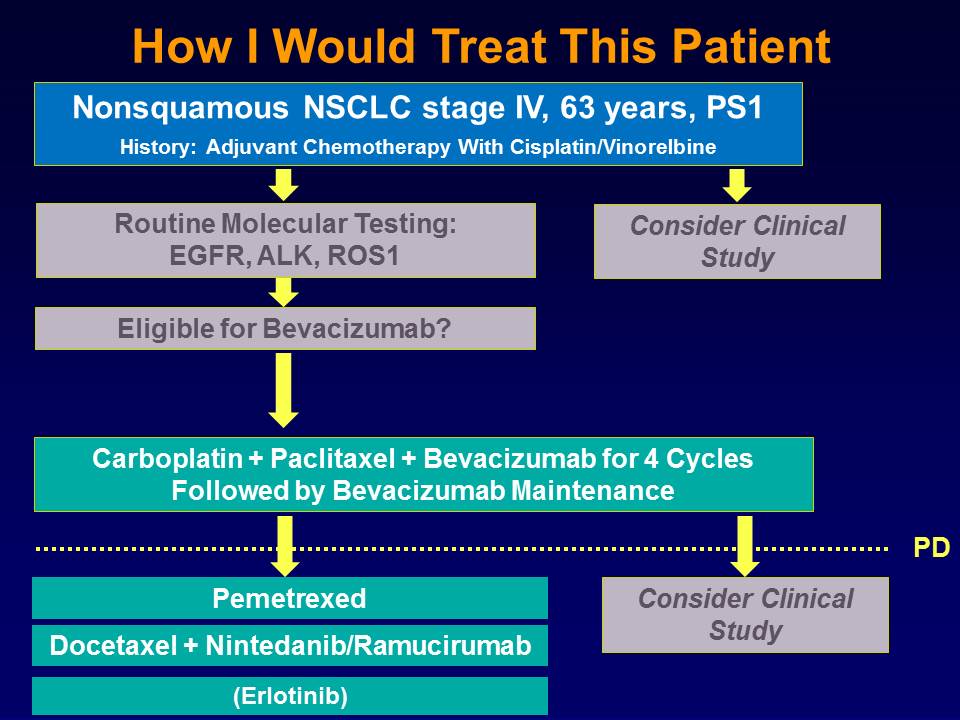 How I Would Treat This Patient
Nonsquamous NSCLC stage IV, 63 years, PS1
History: Adjuvant Chemotherapy With Cisplatin/Vinorelbine
Routine Molecular Testing:
EGFR, ALK, ROS1
Consider Clinical
Study
Eligible for Bevacizumab?
Carboplatin + Paclitaxel + Bevacizumab for 4 Cycles
Followed by Bevacizumab Maintenance
PD
Pemetrexed
Docetaxel + Nintedanib/Ramucirumab
(Erlotinib)
Consider Clinical
Study